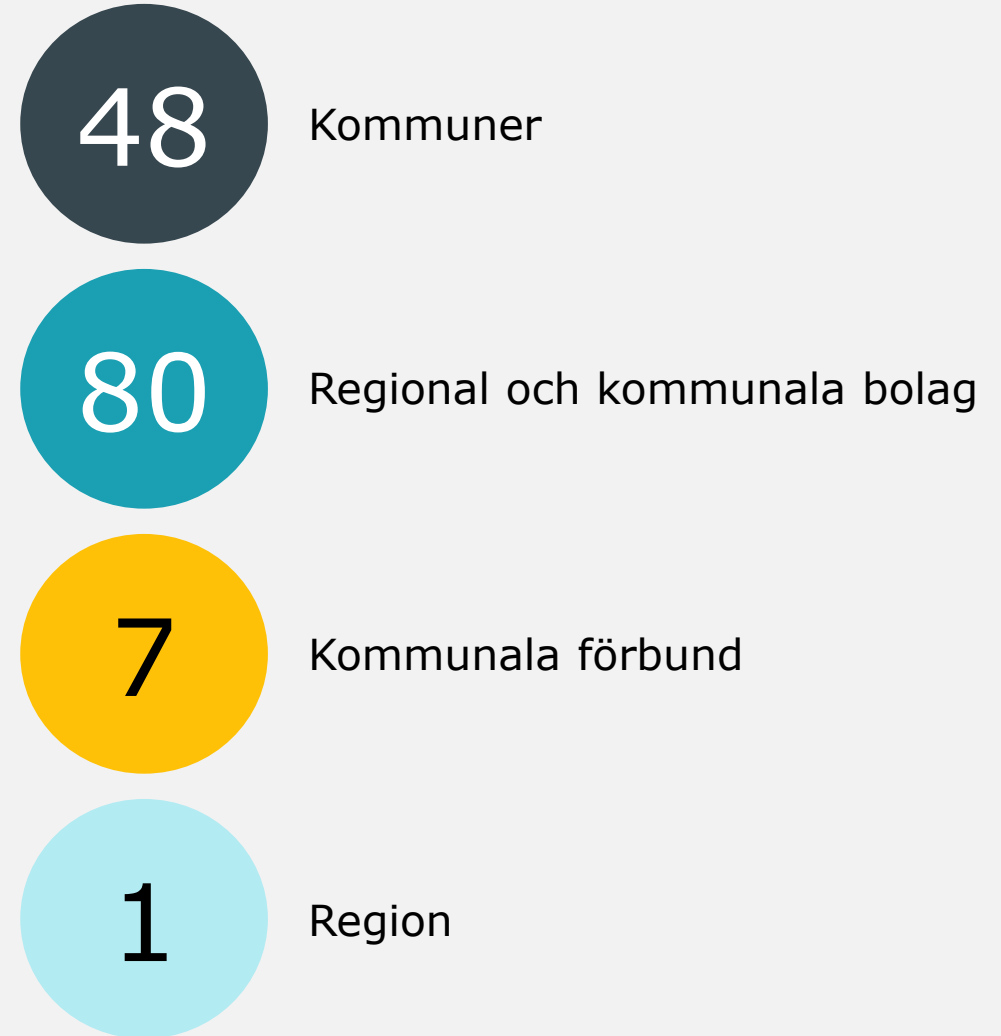 48
Kommuner
80
Regional och kommunala bolag
7
Kommunala förbund
1
Region